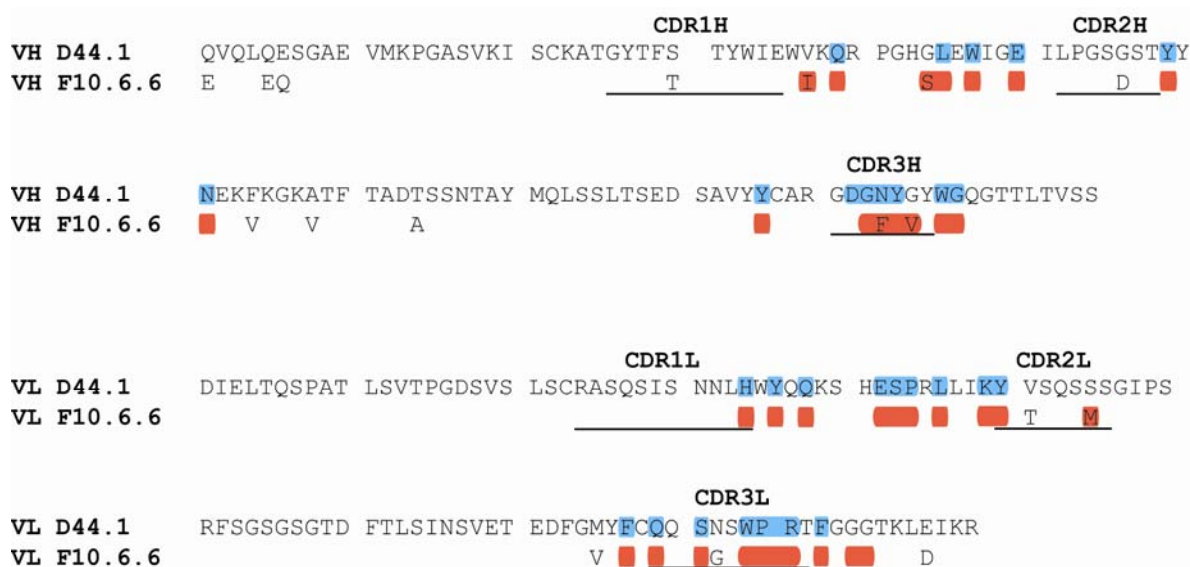 CDR1H CDR2H
VH D44.1 QVQLQESGAE VMKPGASVKI SCKATGYTFS TYWIEWVKQR PGHGLEWIGE ILPGSGSTYY
VH F10.6.6 E EQ T I S D
CDR3H
VH D44.1 NEKFKGKATF TADTSSNTAY MQLSSLTSED SAVYYCAR GDGNYGYWGQGTTLTVSS
VH F10.6.6 V V A F V
CDR1L CDR2L
VL D44.1 DIELTQSPAT LSVTPGDSVS LSCRASQSIS NNLHWYQQKS HESPRLLIKY VSQSSSGIPS
VL F10.6.6 T M
CDR3L
VL D44.1 RFSGSGSGTD FTLSINSVET EDFGMYFCQQ SNSWP RTFGGGTKLEIKR
VL F10.6.6 V G D